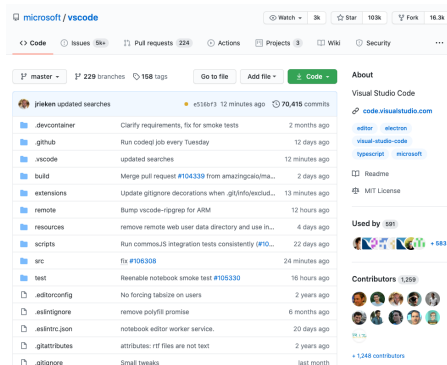 microsoft / vscode
Watch 3k Star 103k Fork 16.3k
Code Issues 5k+ Pull requests 224 Actions Projects 3 Wiki Security ...
master 229 branches 158 tags Go to file Add file Code
jrieken updated searches e516bf3 12 minutes ago 70,415 commits
.devcontainer Clarify requirements, fix for smoke tests 2 months ago
.github Run codeql job every Tuesday 12 days ago
.vscode updated searches 12 minutes ago
build Merge pull request #104339 from amazingcaio/ma... 2 days ago
extensions Update gitignore decorations when .git/info/exclud... 13 minutes ago
remote Bump vscode-ripgrep for ARM 12 hours ago
resources remove remote web user data directory and use in... 4 days ago
scripts Run commonJS integration tests consistently (#10... 22 days ago
src fix #106308 24 minutes ago
test Reenable notebook smoke test #105330 16 hours ago
.editorconfig No forcing tabsize on users 2 years ago
.eslintignore remove polyfill promise 6 months ago
.eslintrc.json notebook editor worker service. 20 days ago
.gitattributes attributes: rtf files are not text 2 years ago
.gitignore Small tweaks last month
About
Visual Studio Code
code.visualstudio.com
editor electron
visual-studio-code
typescript microsoft
Readme
MIT License
Used by 591
+ 583
Contributors 1,259
+ 1,248 contributors